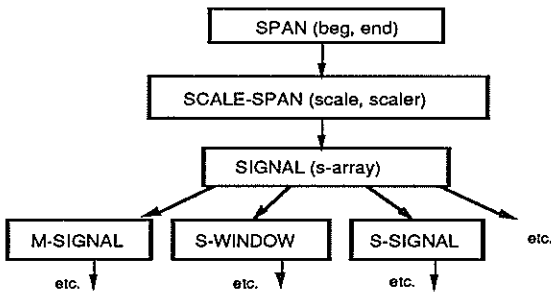 SPAN (beg, end)
SCALE-SPAN (scale, scaler)
SIGNAL (s-array)
M-SIGNAL
S-WINDOW
S-SIGNAL
etc.
etc.
etc.
etc.